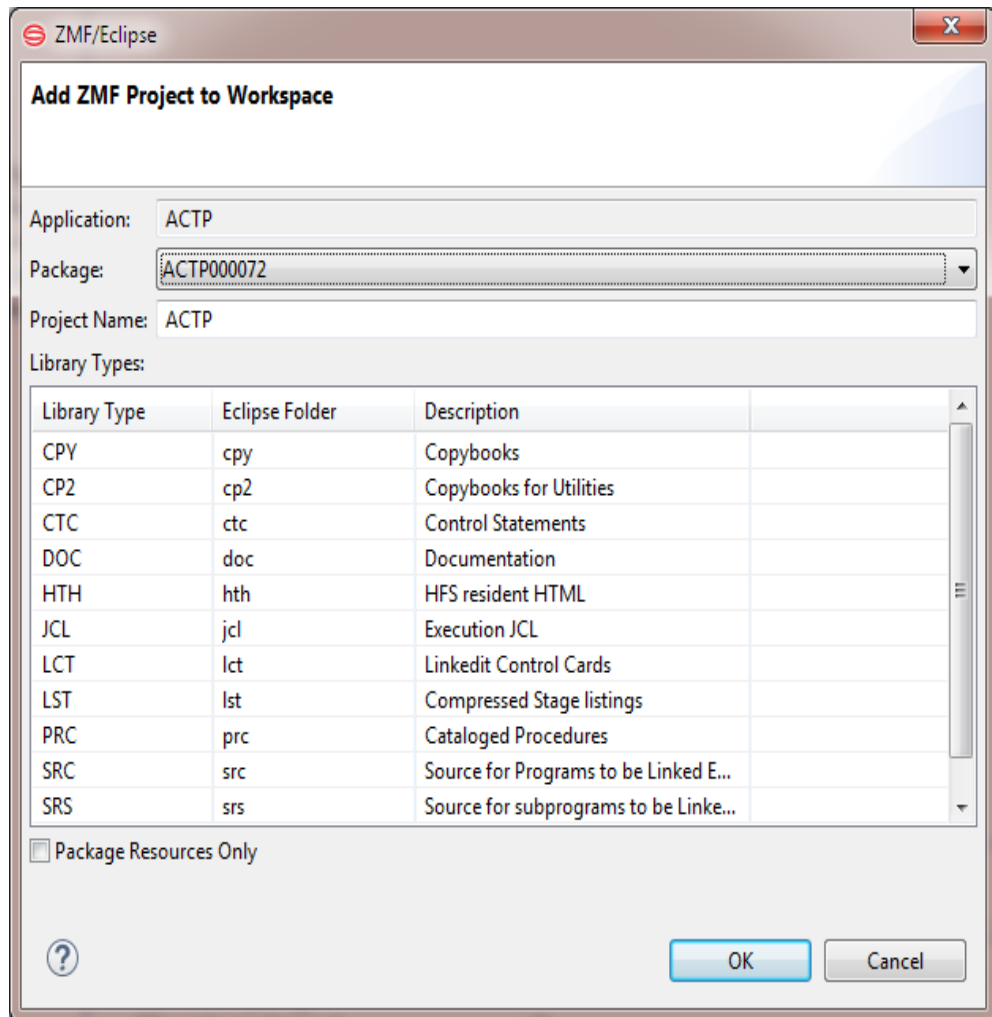 ZMF/Eclipse
Add ZMF Project to Workspace
Application: ACTP
Package: ACTP000072
Project Name: ACTP
Library Types:
Library Type Eclipse Folder Description
CPY cpy Copybooks
CP2 cp2 Copybooks for Utilities
CTC ctc Control Statements
DOC doc Documentation
HTH hth HFS resident HTML
JCL jcl Execution JCL
LCT lct Linkedit Control Cards
LST lst Compressed Stage listings
PRC prc Cataloged Procedures
SRC src Source for Programs to be Linked E...
SRS srs Source for subprograms to be Linke...
Package Resources Only
OK Cancel